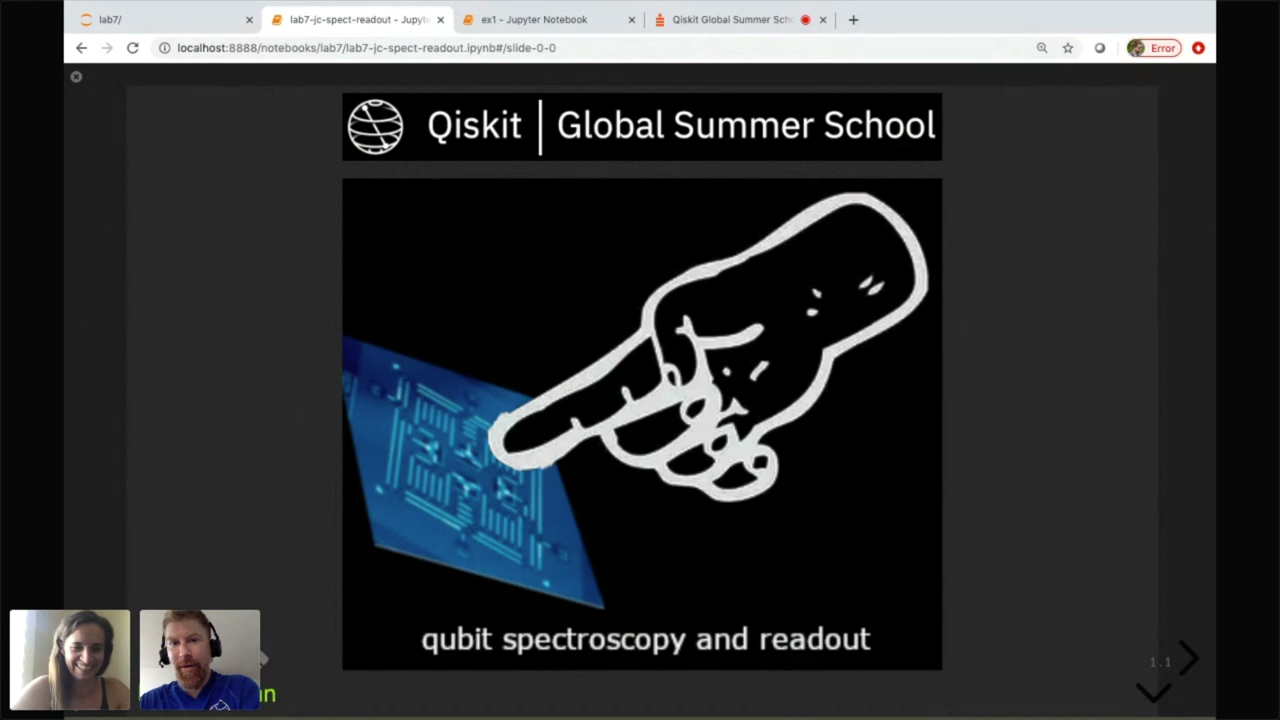 lab7/
lab7-jc-spect-readout - Jupyt
ex1 - Jupyter Notebook
Qiskit Global Summer Sch
localhost:8888/notebooks/lab7/lab7-jc-spect-readout.ipynb#/slide-0-0
Error
Qiskit | Global Summer School
qubit spectroscopy and readout
1.1